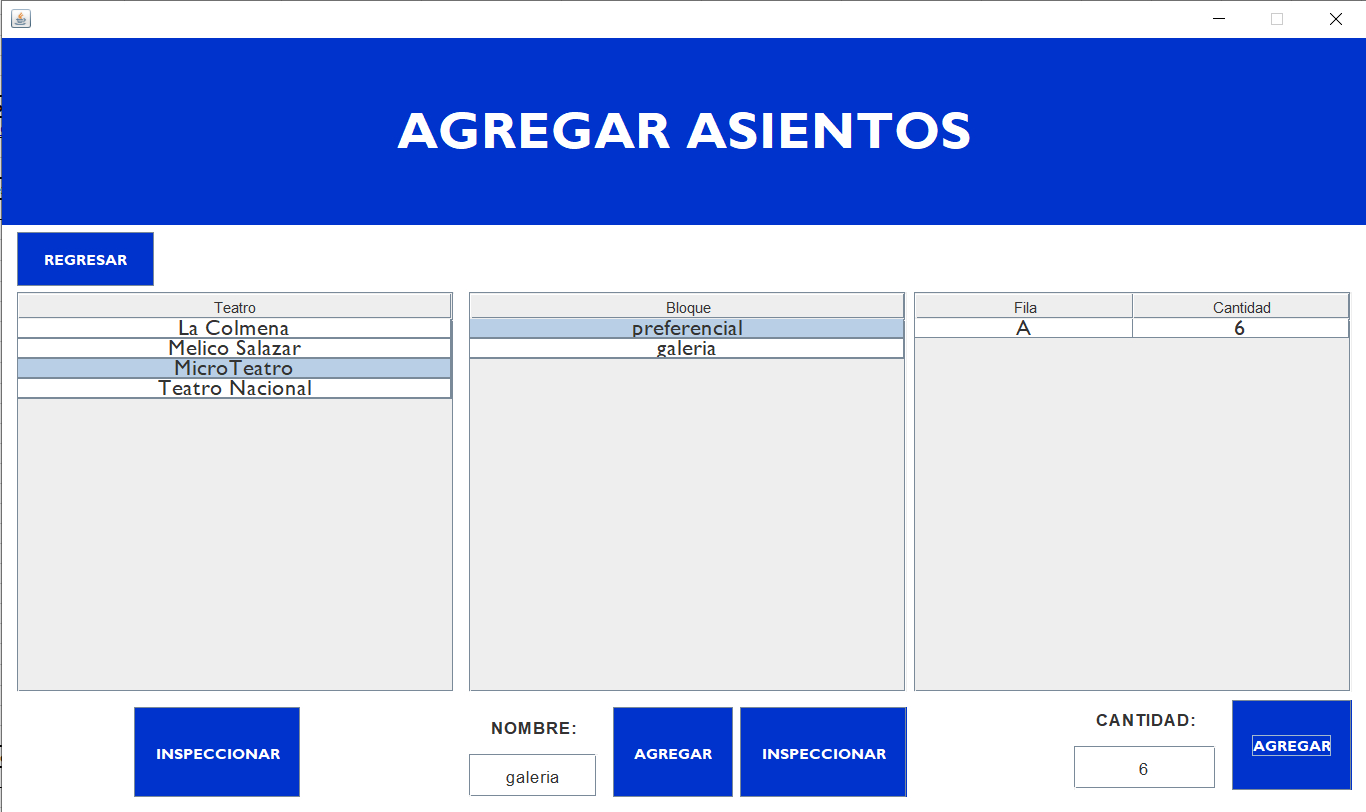 AGREGAR ASIENTOS
REGRESAR
Teatro
La Colmena
Melico Salazar
MicroTeatro
Teatro Nacional
Bloque
preferencial
galeria
Fila Cantidad
A 6
INSPECCIONAR
NOMBRE:
galeria
AGREGAR
INSPECCIONAR
CANTIDAD:
6
AGREGAR